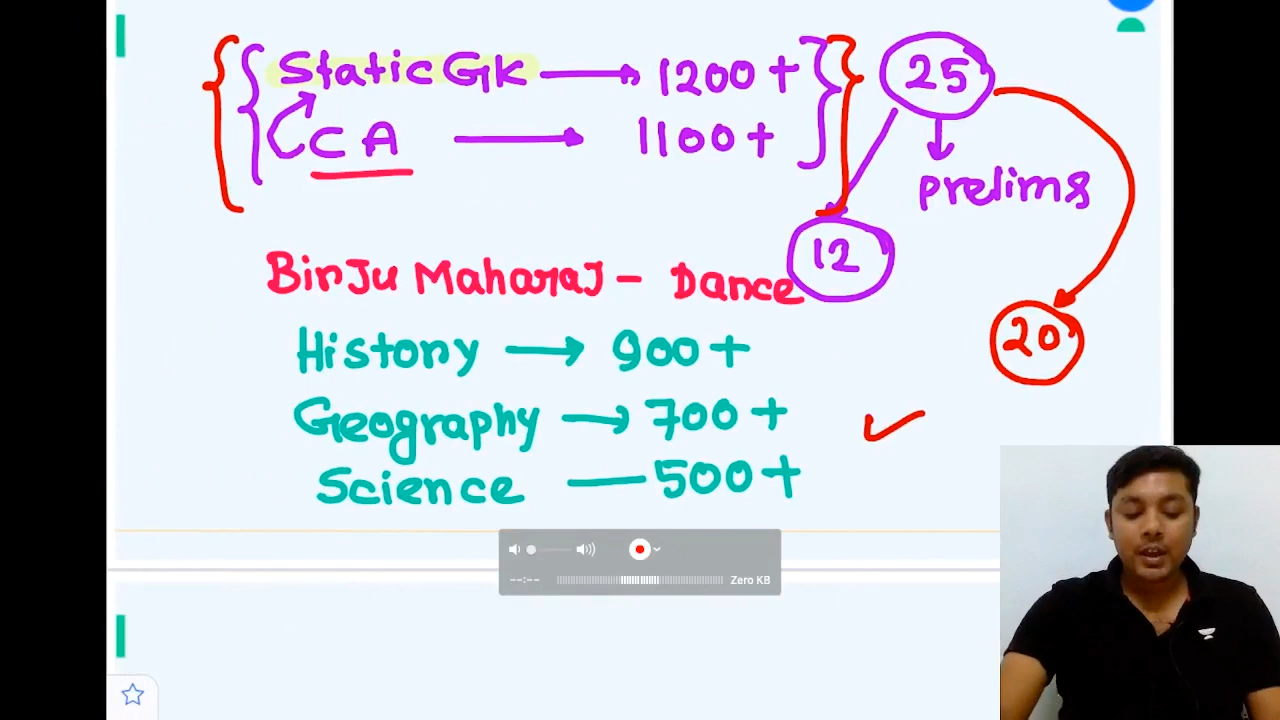 Static GK → 1200+
25
CA → 1100+
prelims
12
Birju Maharaj - Dance
20
History → 900+
Geography → 700+
Science — 500+
--:--
Zero KB